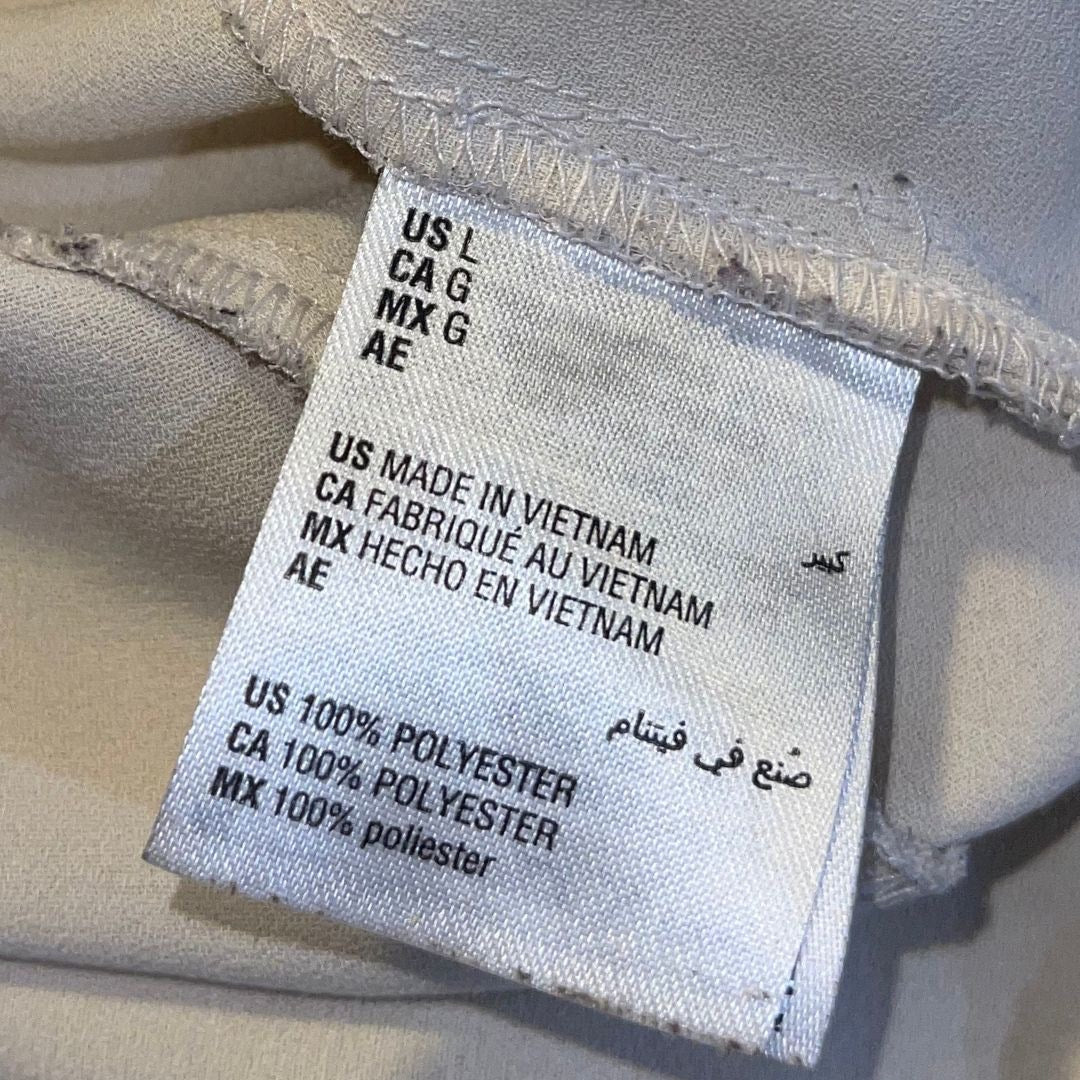 US L
CA G
MX G
AE
كبير
US MADE IN VIETNAM
CA FABRIQUÉ AU VIETNAM
MX HECHO EN VIETNAM
AE
صُنع في فيتنام
US 100% POLYESTER
CA 100% POLYESTER
MX 100% poliester